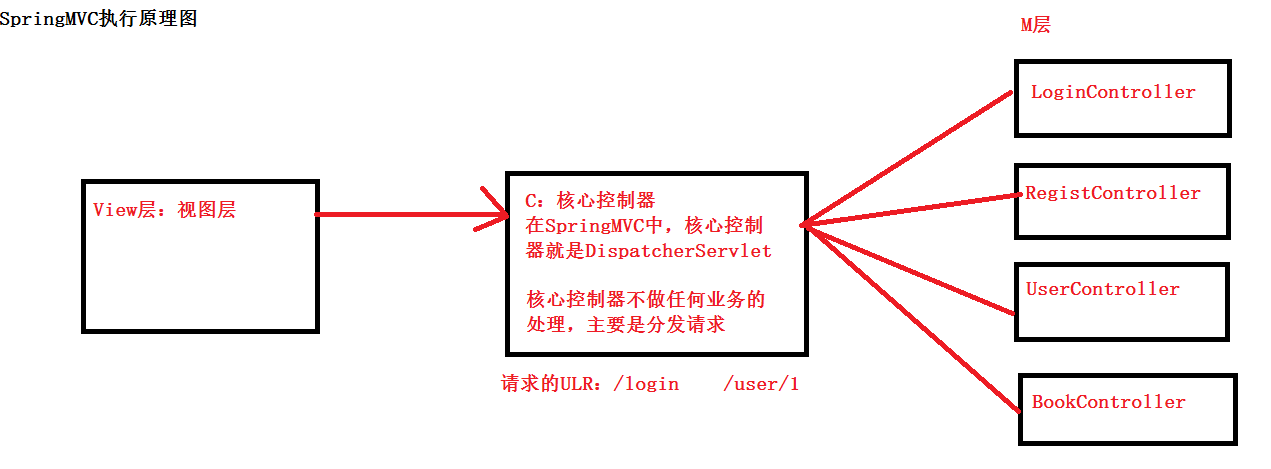 SpringMVC执行原理图
M层
LoginController
View层: 视图层
C: 核心控制器
在SpringMVC中, 核心控制
器就是DispatcherServlet
核心控制器不做任何业务的
处理, 主要是分发请求
RegistController
UserController
请求的ULR: /login /user/1
BookController